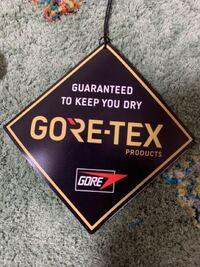 GUARANTEED
TO KEEP YOU DRY
GORE-TEX
PRODUCTS
GORE